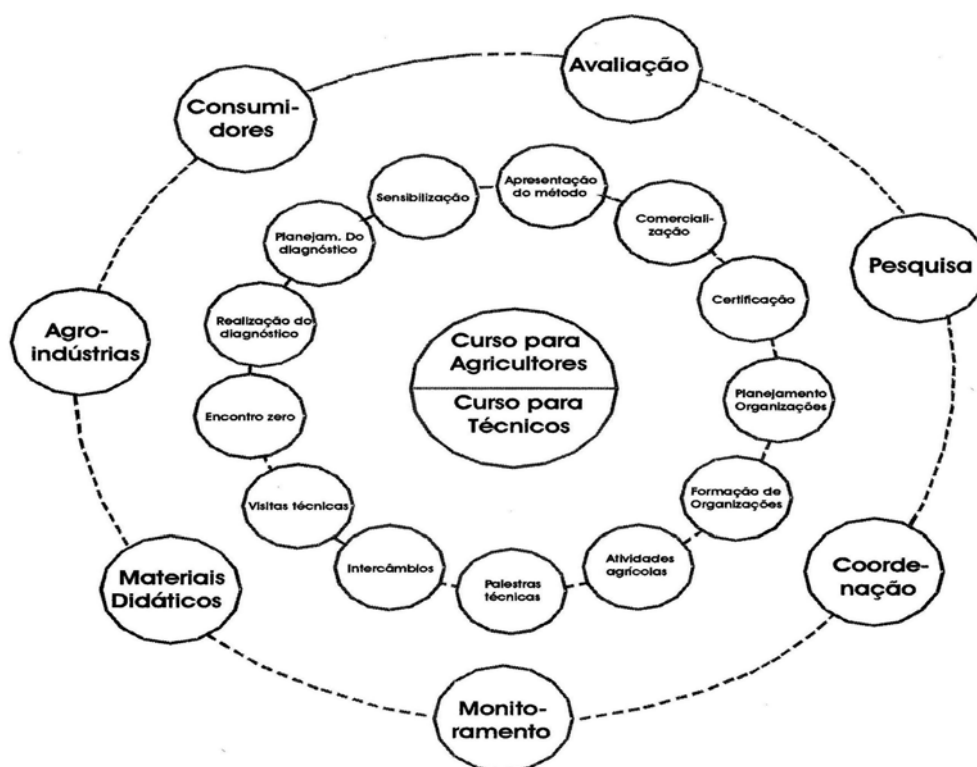 Avaliação
Consumi-
dores
Pesquisa
Agro-
indústrias
Coorde-
nação
Materiais
Didáticos
Monito-
ramento
Apresentação
do método
Sensibilização
Comerciali-
zação
Planejam. Do
diagnóstico
Certificação
Realização do
diagnóstico
Planejamento
Organizações
Encontro zero
Formação de
Organizações
Visitas técnicas
Atividades
agrícolas
Intercâmbios
Palestras
técnicas
Curso para
Agricultores
Curso para
Técnicos